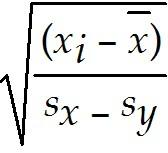 √((xᵢ − x̄) / (sₓ − sᵧ))